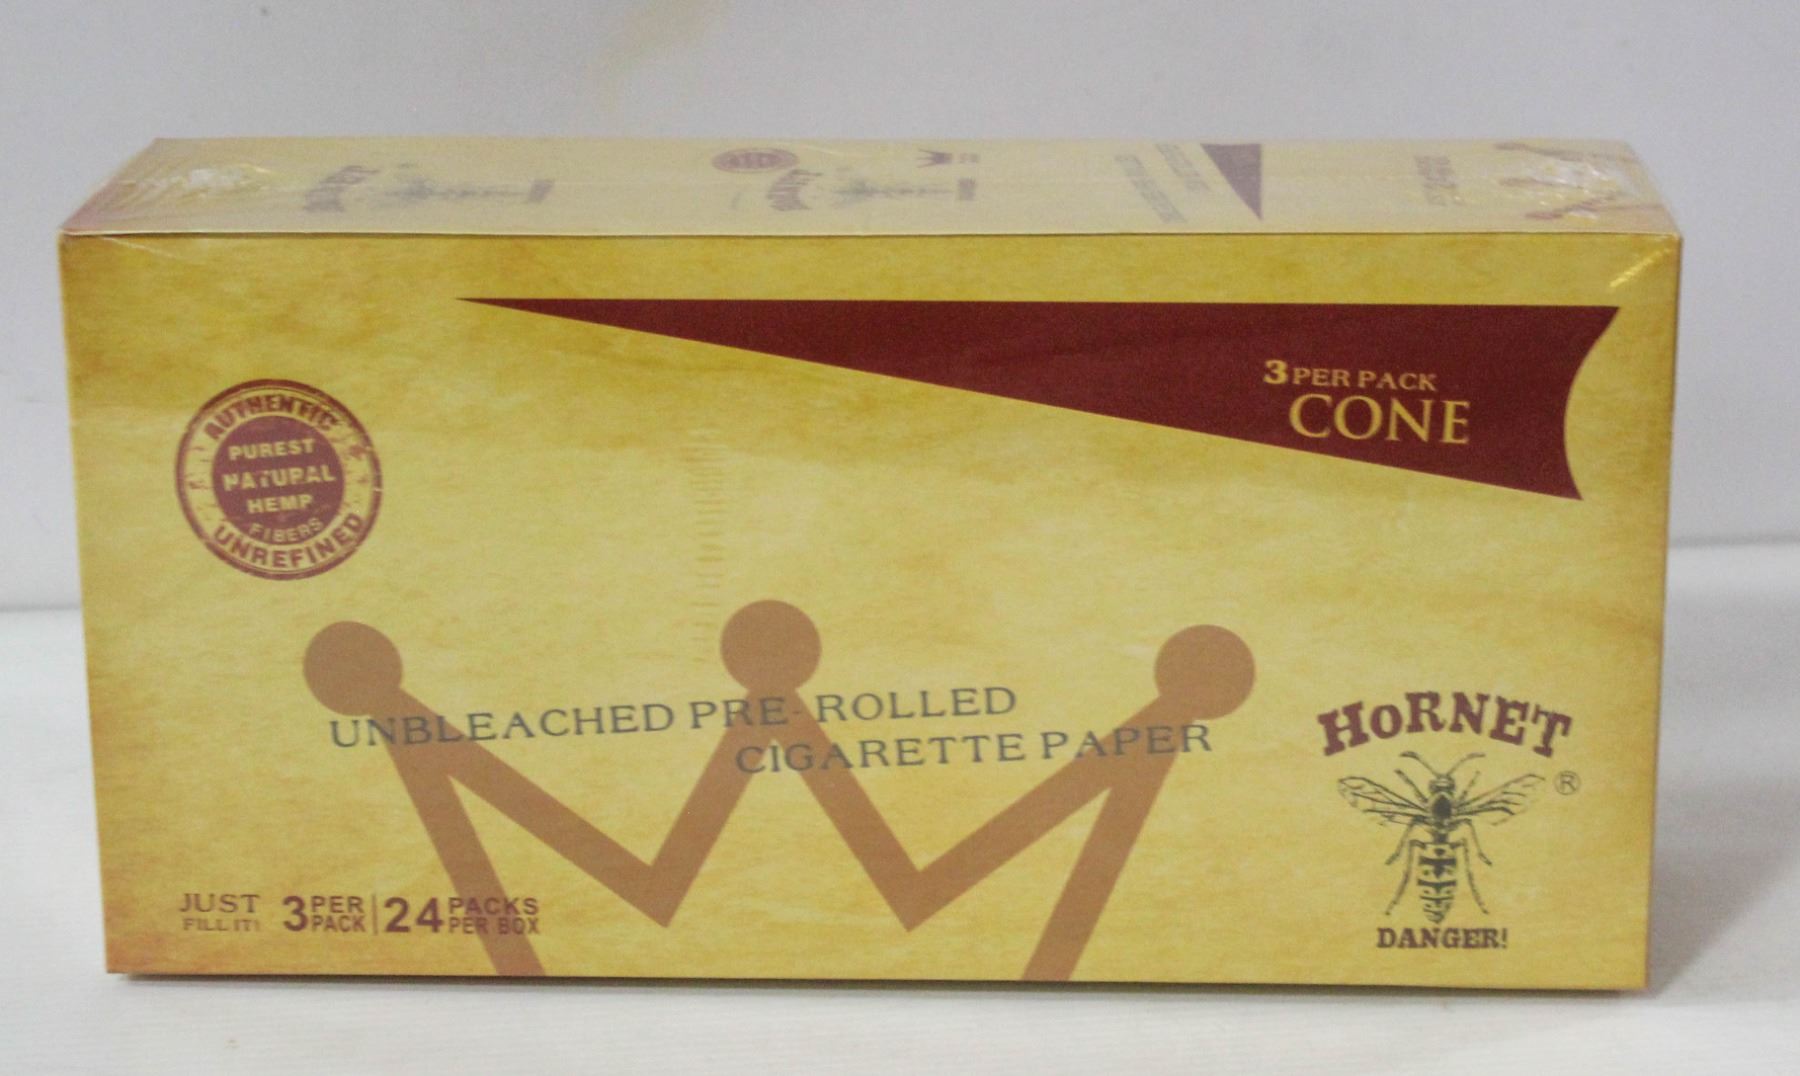 3 PER PACK
CONE
AUTHENTIC
PUREST
NATURAL
HEMP
FIBERS
UNREFINED
UNBLEACHED PRE-ROLLED
CIGARETTE PAPER
HORNET
®
DANGER!
JUST
FILL IT!
3 PER PACK | 24 PACKS PER BOX